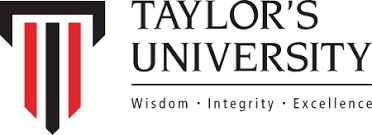 TAYLOR'S
UNIVERSITY
Wisdom · Integrity · Excellence